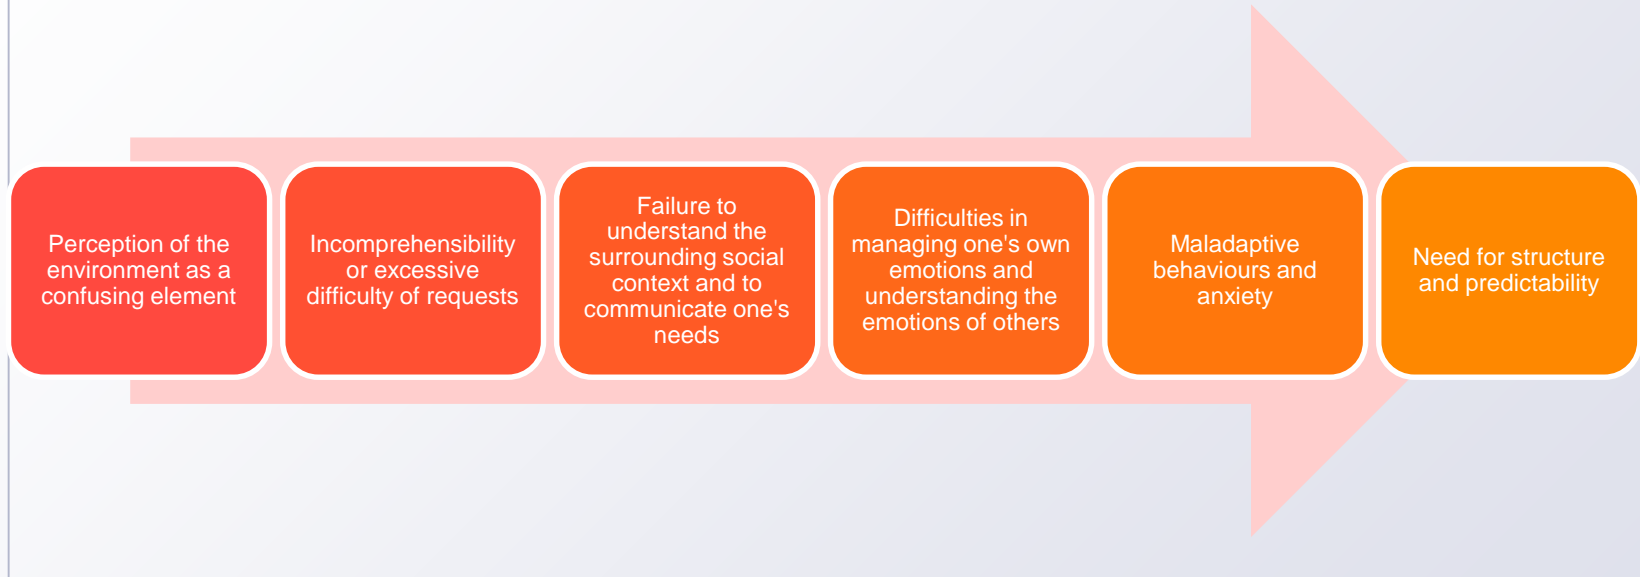 Perception of the
environment as a
confusing element
Incomprehensibility
or excessive
difficulty of requests
Failure to
understand the
surrounding social
context and to
communicate one's
needs
Difficulties in
managing one's own
emotions and
understanding the
emotions of others
Maladaptive
behaviours and
anxiety
Need for structure
and predictability